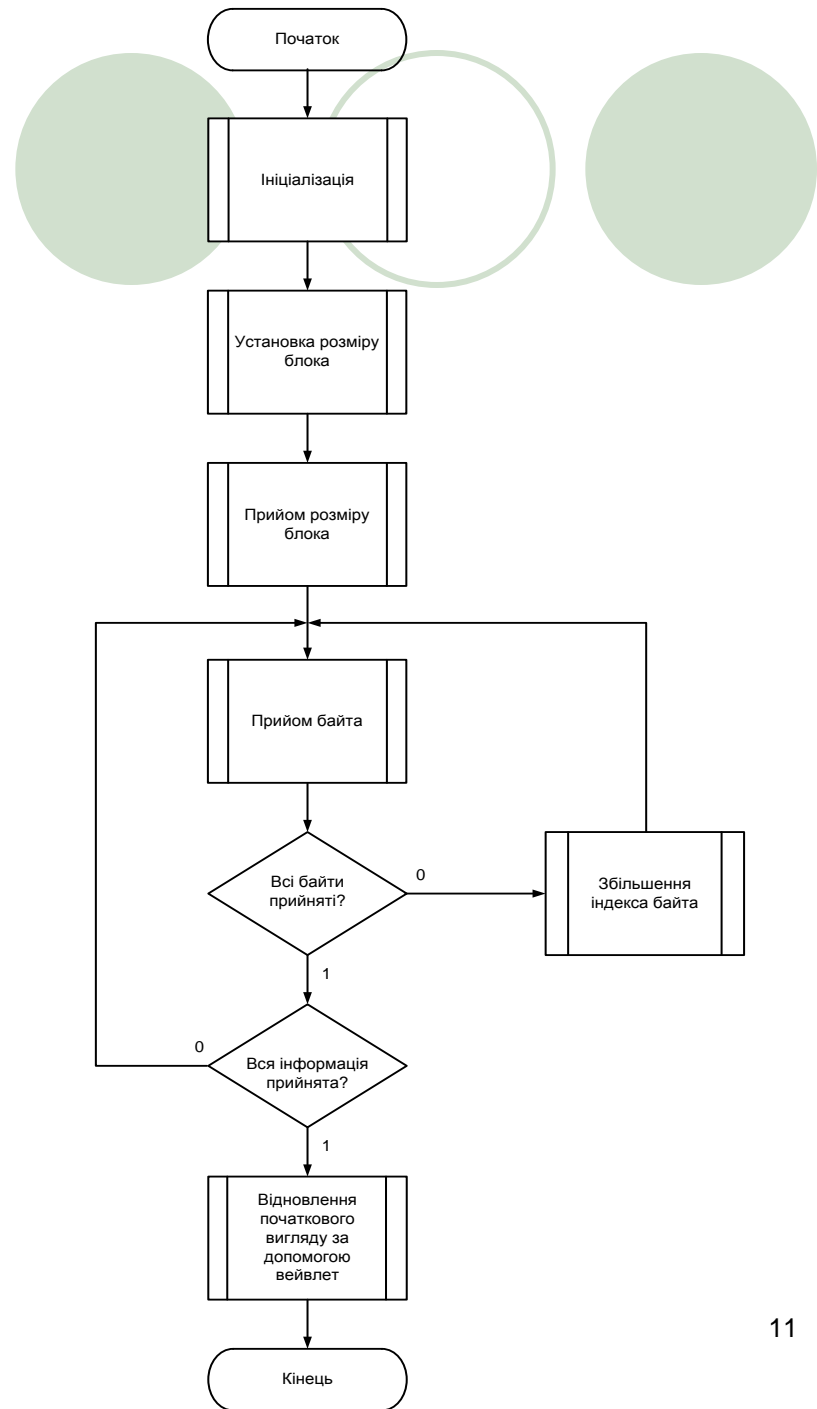 Початок
Ініціалізація
Установка розміру
блока
Прийом розміру
блока
Прийом байта
Всі байти
прийняті?
0
Збільшення
індекса байта
1
0
Вся інформація
прийнята?
1
Відновлення
початкового
вигляду за
допомогою
вейвлет
11
Кінець